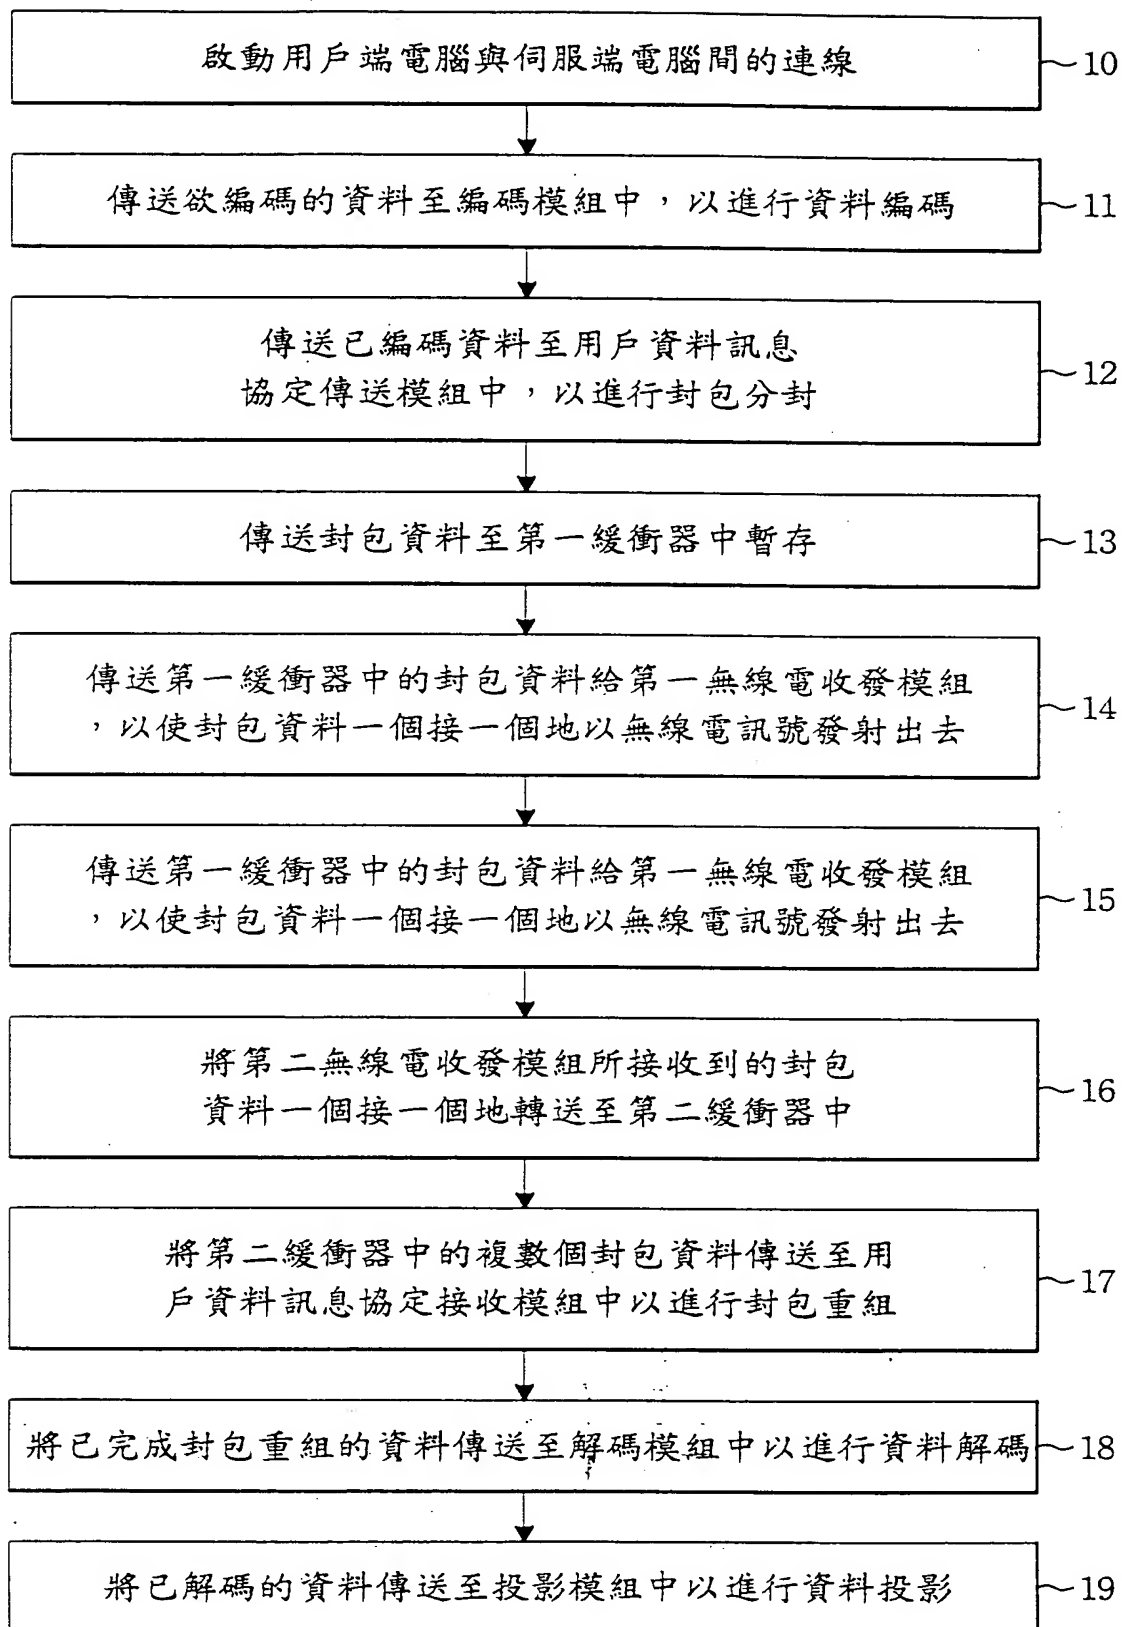 啟動用戶端電腦與伺服端電腦間的連線
10
傳送欲編碼的資料至編碼模組中，以進行資料編碼
11
傳送已編碼資料至用戶資料訊息
協定傳送模組中，以進行封包分封
12
傳送封包資料至第一緩衝器中暫存
13
傳送第一緩衝器中的封包資料給第一無線電收發模組
，以使封包資料一個接一個地以無線電訊號發射出去
14
傳送第一緩衝器中的封包資料給第一無線電收發模組
，以使封包資料一個接一個地以無線電訊號發射出去
15
將第二無線電收發模組所接收到的封包
資料一個接一個地轉送至第二緩衝器中
16
將第二緩衝器中的複數個封包資料傳送至用
戶資料訊息協定接收模組中以進行封包重組
17
將已完成封包重組的資料傳送至解碼模組中以進行資料解碼
18
將已解碼的資料傳送至投影模組中以進行資料投影
19